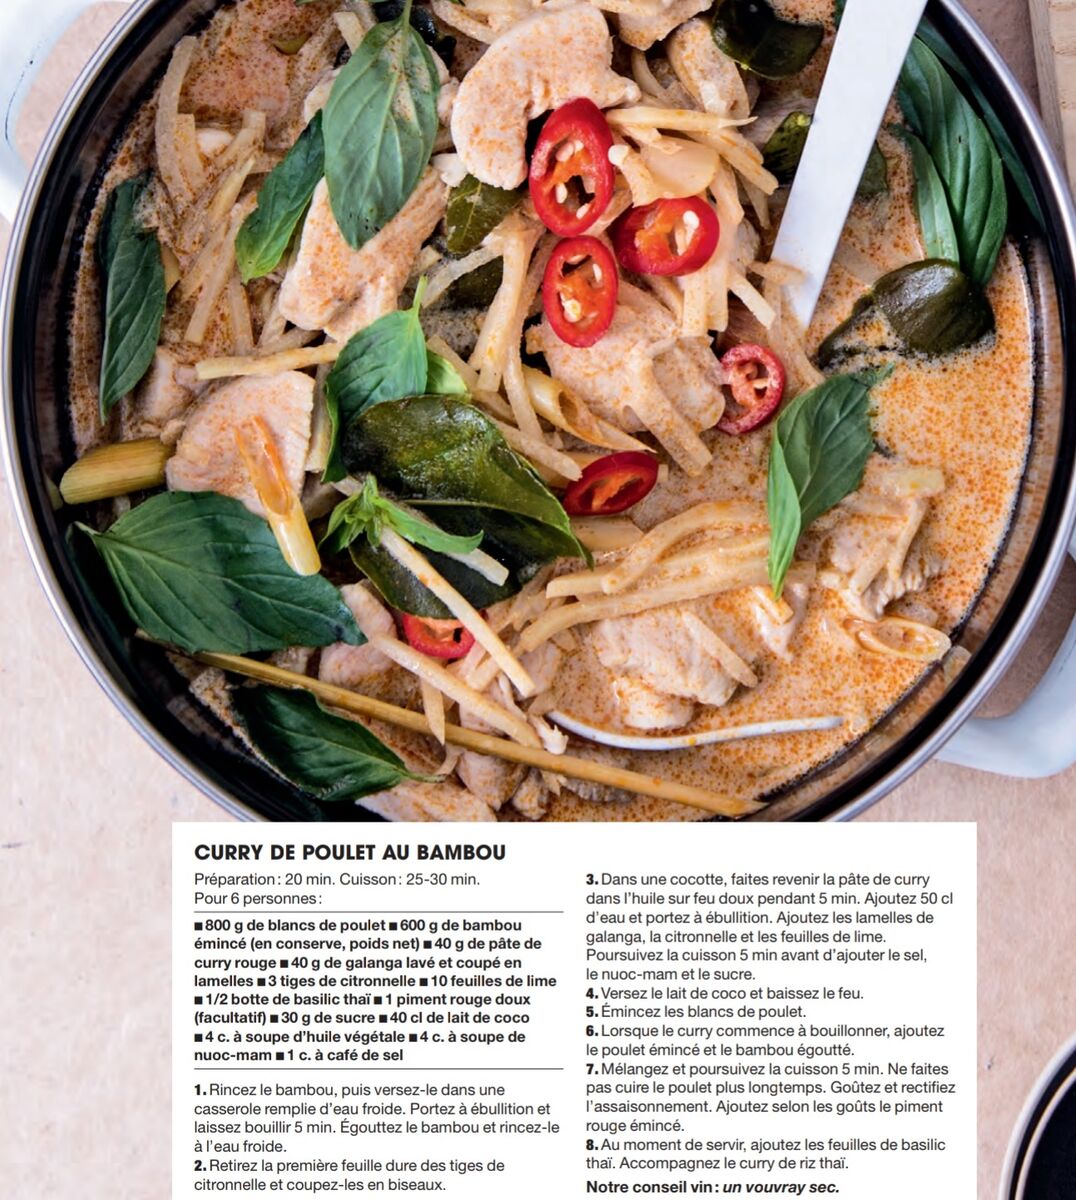 CURRY DE POULET AU BAMBOU
Préparation : 20 min. Cuisson : 25-30 min.
Pour 6 personnes :
■ 800 g de blancs de poulet ■ 600 g de bambou
émincé (en conserve, poids net) ■ 40 g de pâte de
curry rouge ■ 40 g de galanga lavé et coupé en
lamelles ■ 3 tiges de citronnelle ■ 10 feuilles de lime
■ 1/2 botte de basilic thaï ■ 1 piment rouge doux
(facultatif) ■ 30 g de sucre ■ 40 cl de lait de coco
■ 4 c. à soupe d’huile végétale ■ 4 c. à soupe de
nuoc-mam ■ 1 c. à café de sel
1. Rincez le bambou, puis versez-le dans une
casserole remplie d’eau froide. Portez à ébullition et
laissez bouillir 5 min. Égouttez le bambou et rincez-le
à l’eau froide.
2. Retirez la première feuille dure des tiges de
citronnelle et coupez-les en biseaux.
3. Dans une cocotte, faites revenir la pâte de curry
dans l’huile sur feu doux pendant 5 min. Ajoutez 50 cl
d’eau et portez à ébullition. Ajoutez les lamelles de
galanga, la citronnelle et les feuilles de lime.
Poursuivez la cuisson 5 min avant d’ajouter le sel,
le nuoc-mam et le sucre.
4. Versez le lait de coco et baissez le feu.
5. Émincez les blancs de poulet.
6. Lorsque le curry commence à bouillonner, ajoutez
le poulet émincé et le bambou égoutté.
7. Mélangez et poursuivez la cuisson 5 min. Ne faites
pas cuire le poulet plus longtemps. Goûtez et rectifiez
l’assaisonnement. Ajoutez selon les goûts le piment
rouge émincé.
8. Au moment de servir, ajoutez les feuilles de basilic
thaï. Accompagnez le curry de riz thaï.
Notre conseil vin : un vouvray sec.